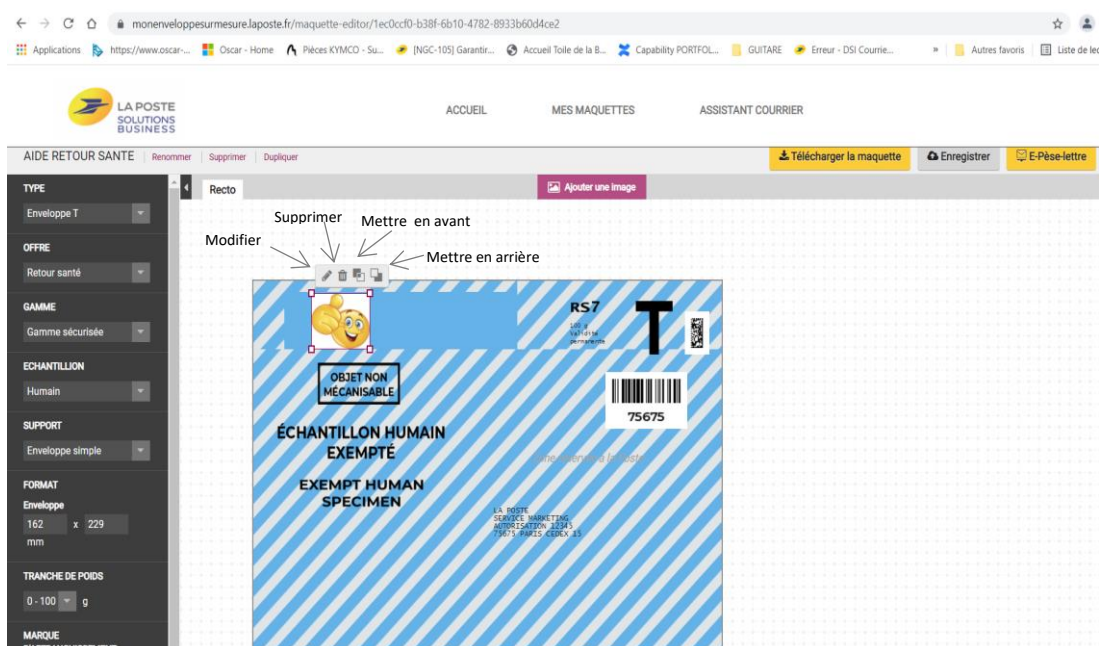 monenveloppesurmesure.laposte.fr/maquette-editor/1ec0ccf0-b38f-6b10-4782-8933b60d4ce2
Applications https://www.oscar-... Oscar - Home Pièces KYMCO - Su... [NGC-105] Garantir... Accueil Toile de la B... Capability PORTFOL... GUITARE Erreur - DSI Courrie... » Autres favoris Liste de lec
LA POSTE
SOLUTIONS
BUSINESS
ACCUEIL MES MAQUETTES ASSISTANT COURRIER
AIDE RETOUR SANTE Renommer Supprimer Dupliquer Télécharger la maquette Enregistrer E-Pèse-lettre
Recto Ajouter une image
TYPE
Enveloppe T
OFFRE
Retour santé
GAMME
Gamme sécurisée
ECHANTILLON
Humain
SUPPORT
Enveloppe simple
FORMAT
Enveloppe
162 x 229
mm
TRANCHE DE POIDS
0 - 100 g
MARQUE
Supprimer
Mettre en avant
Modifier
Mettre en arrière
RS7
100 g
Validité
permanente
T
OBJET NON
MÉCANISABLE
75675
ÉCHANTILLON HUMAIN
EXEMPTÉ
EXEMPT HUMAN
SPECIMEN
LA POSTE
SERVICE MARKETING
AUTORISATION 12345
75675 PARIS CEDEX 15